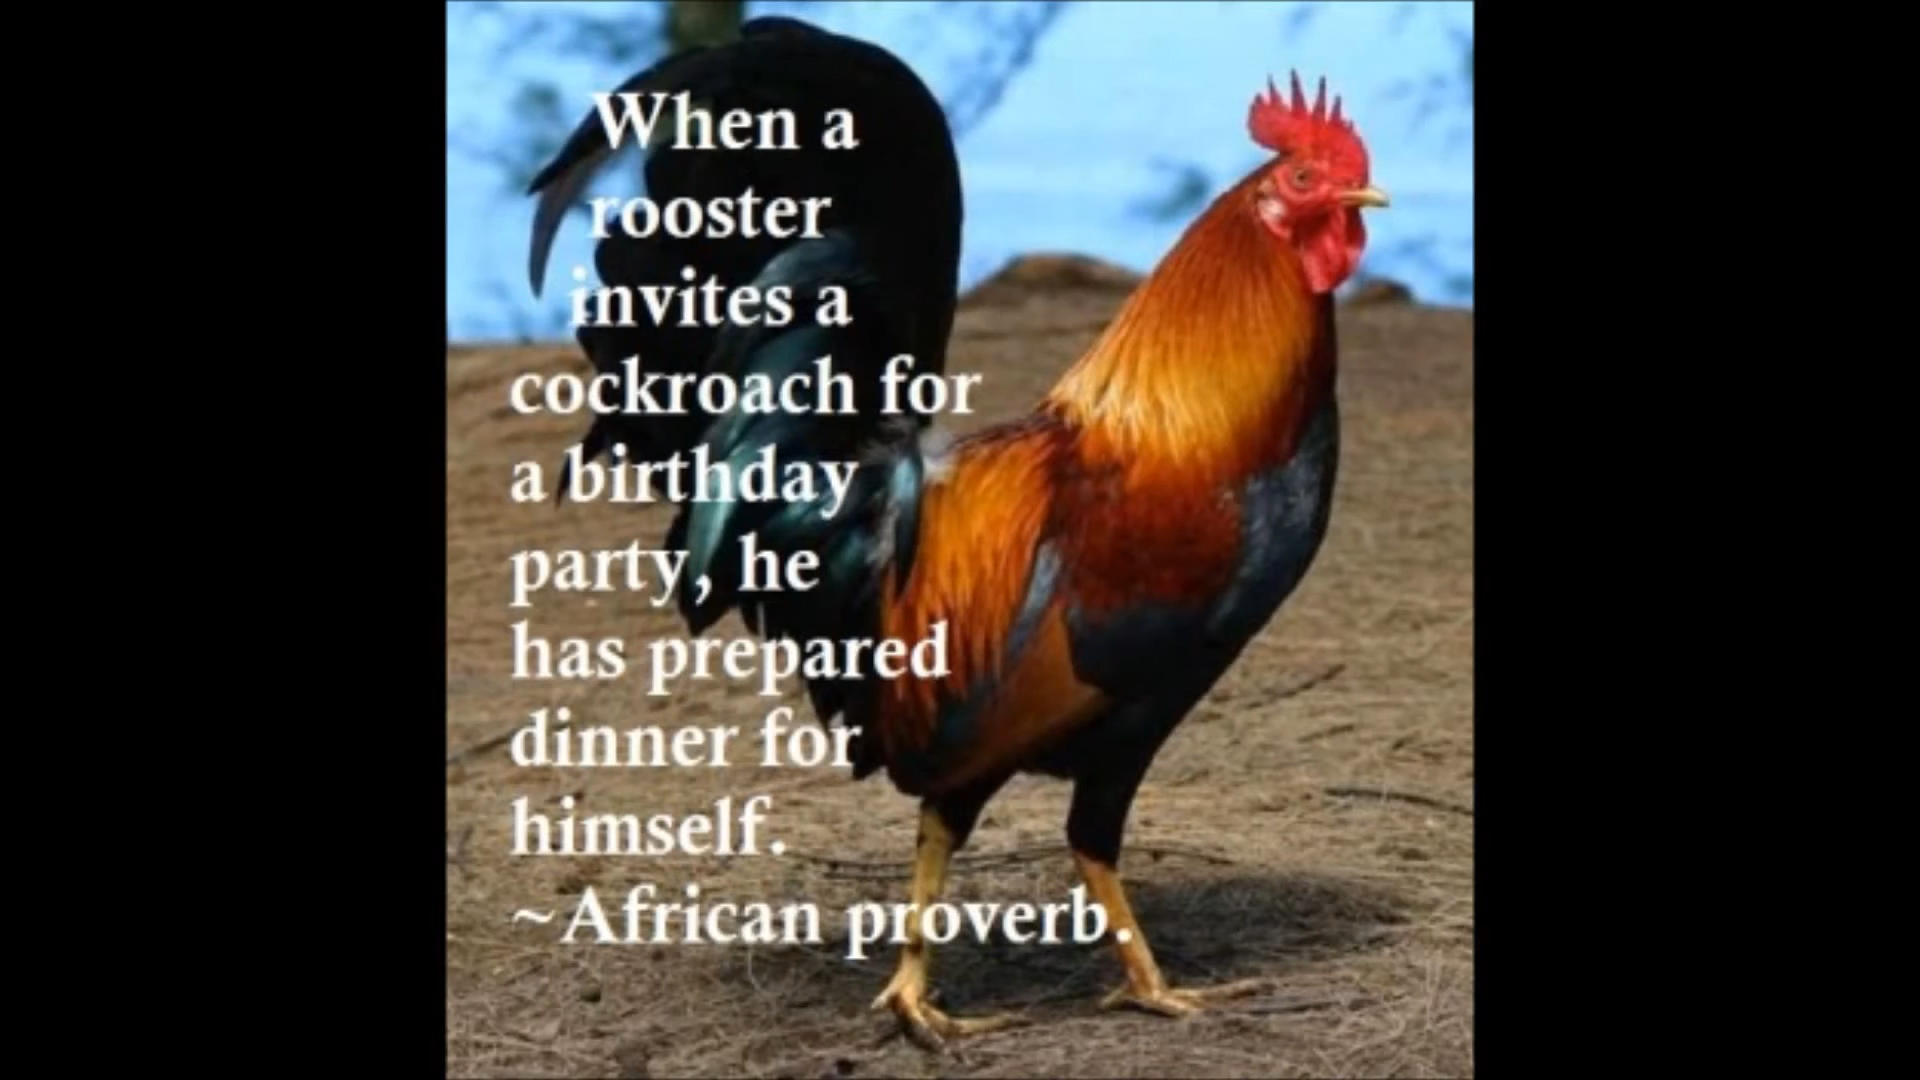 When a
rooster
invites a
cockroach for
a birthday
party, he
has prepared
dinner for
himself.
~African proverb.